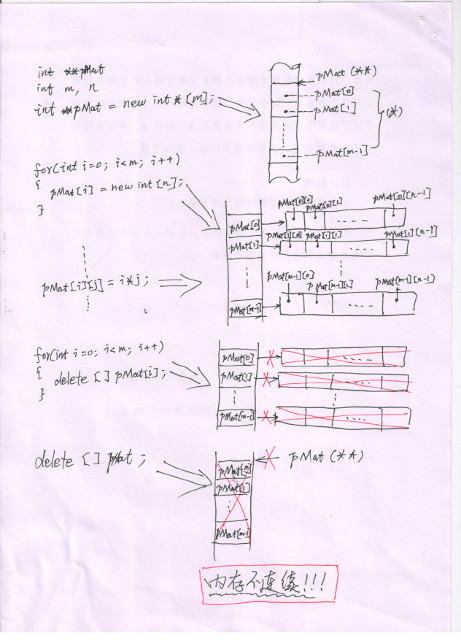 int **pMat
int m, n
int **pMat = new int * [m];
pMat (**)
pMat[0]
pMat[1]
(*)
pMat[m-1]
for(int i=0; i<m; i++)
{ pMat[i] = new int[n];
}
pMat[0][0] pMat[0][1] pMat[0][n-1]
pMat[0]
pMat[1][0] pMat[1][1] pMat[1][n-1]
pMat[1]
pMat[i][j] = i*j;
pMat[m-1][0] pMat[m-1][1] pMat[m-1][n-1]
pMat[m-1]
for(int i=0; i<m; i++)
{ delete [] pMat[i];
}
pMat[0]
pMat[1]
pMat[m-1]
delete [] pMat;
pMat (**)
pMat[0]
pMat[1]
pMat[m-1]
内存不连续!!!